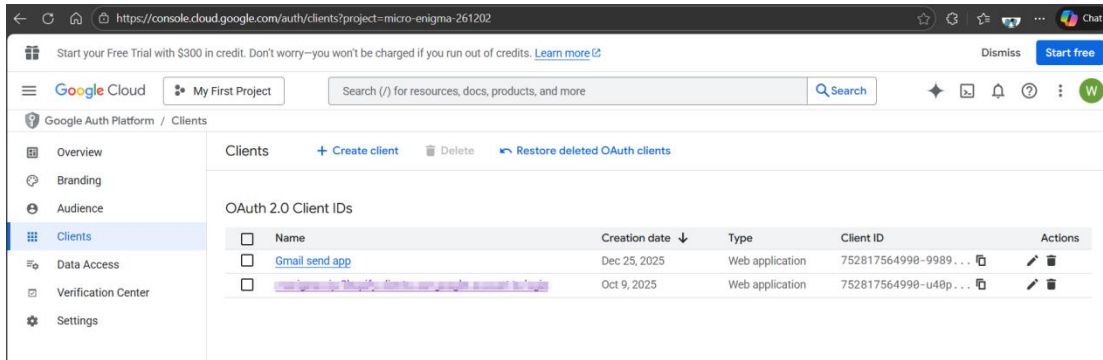 https://console.cloud.google.com/auth/clients?project=micro-enigma-261202
Chat
Start your Free Trial with $300 in credit. Don't worry—you won't be charged if you run out of credits. Learn more
Dismiss
Start free
Google Cloud
My First Project
Search (/) for resources, docs, products, and more
Search
W
Google Auth Platform / Clients
Overview
Branding
Audience
Clients
Data Access
Verification Center
Settings
Clients
+ Create client
Delete
Restore deleted OAuth clients
OAuth 2.0 Client IDs
Name Creation date Type Client ID Actions
Gmail send app Dec 25, 2025 Web application 752817564990-9989...
Oct 9, 2025 Web application 752817564990-u40p...